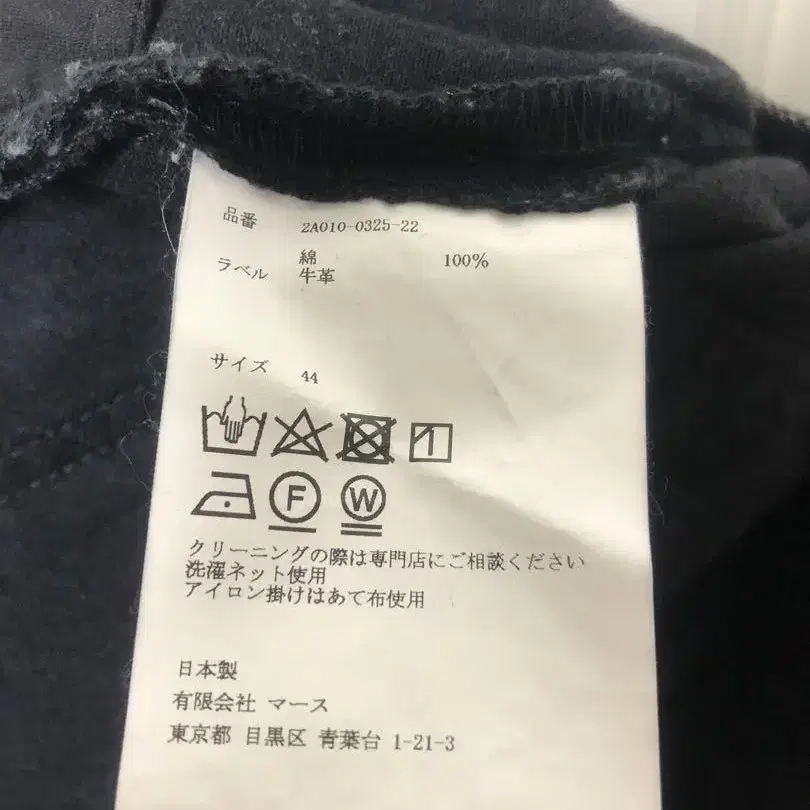 品番 2A010-0325-22
綿 100%
ラベル 牛革
サイズ 44
F W
クリーニングの際は専門店にご相談ください
洗濯ネット使用
アイロン掛けはあて布使用
日本製
有限会社 マース
東京都 目黒区 青葉台 1-21-3